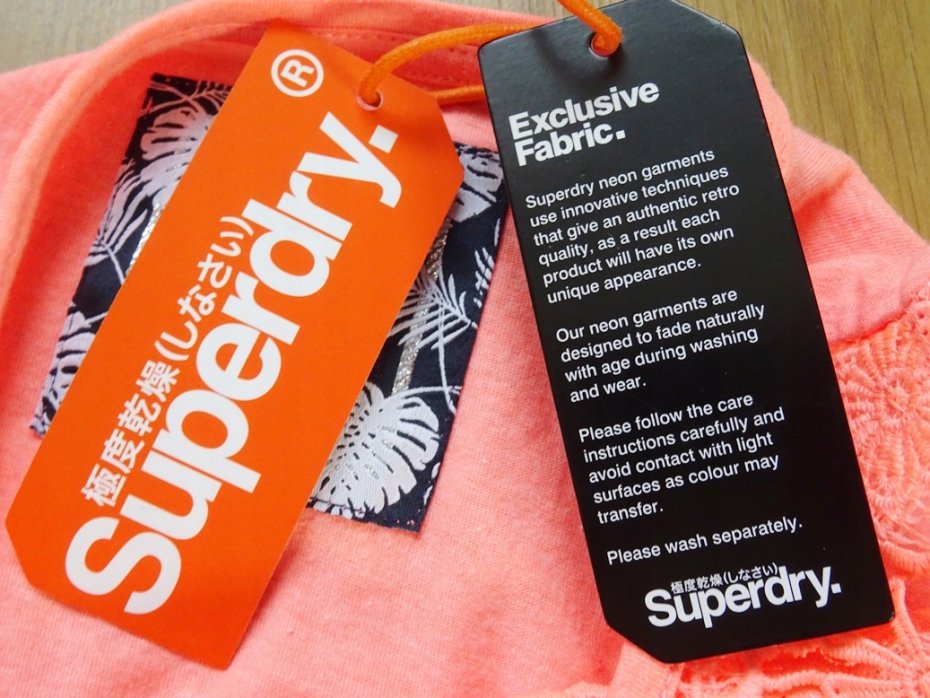 ®
極度乾燥(しなさい)
Superdry.
Exclusive
Fabric.
Superdry neon garments
use innovative techniques
that give an authentic retro
quality, as a result each
product will have its own
unique appearance.
Our neon garments are
designed to fade naturally
with age during washing
and wear.
Please follow the care
instructions carefully and
avoid contact with light
surfaces as colour may
transfer.
Please wash separately.
極度乾燥(しなさい)
Superdry.